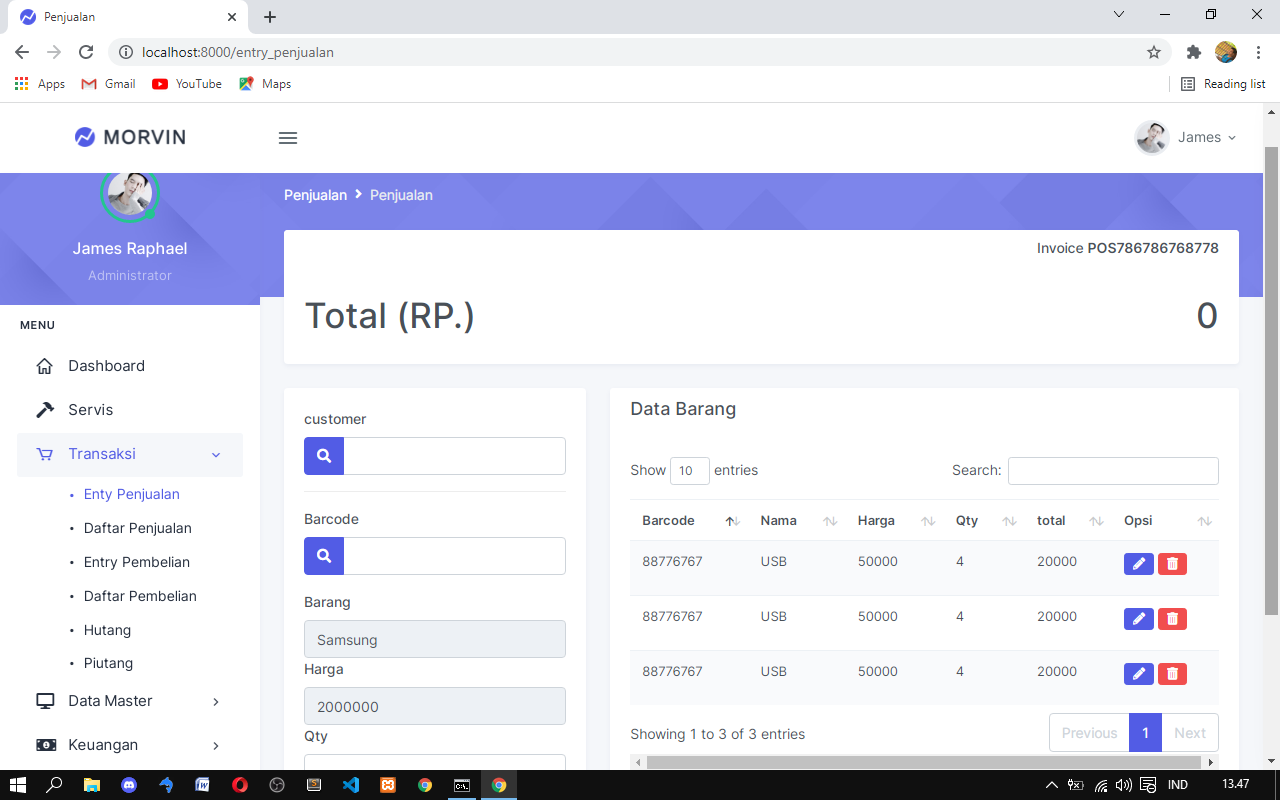 Penjualan
localhost:8000/entry_penjualan
Apps Gmail YouTube Maps Reading list
MORVIN
James
Penjualan Penjualan
James Raphael
Administrator
Invoice POS786786768778
Total (RP.) 0
MENU
Dashboard
Servis
Transaksi
Enty Penjualan
Daftar Penjualan
Entry Pembelian
Daftar Pembelian
Hutang
Piutang
Data Master
Keuangan
customer
Barcode
Barang
Samsung
Harga
2000000
Qty
Data Barang
Show 10 entries Search:
Barcode Nama Harga Qty total Opsi
88776767 USB 50000 4 20000
88776767 USB 50000 4 20000
88776767 USB 50000 4 20000
Showing 1 to 3 of 3 entries Previous 1 Next
IND 13.47